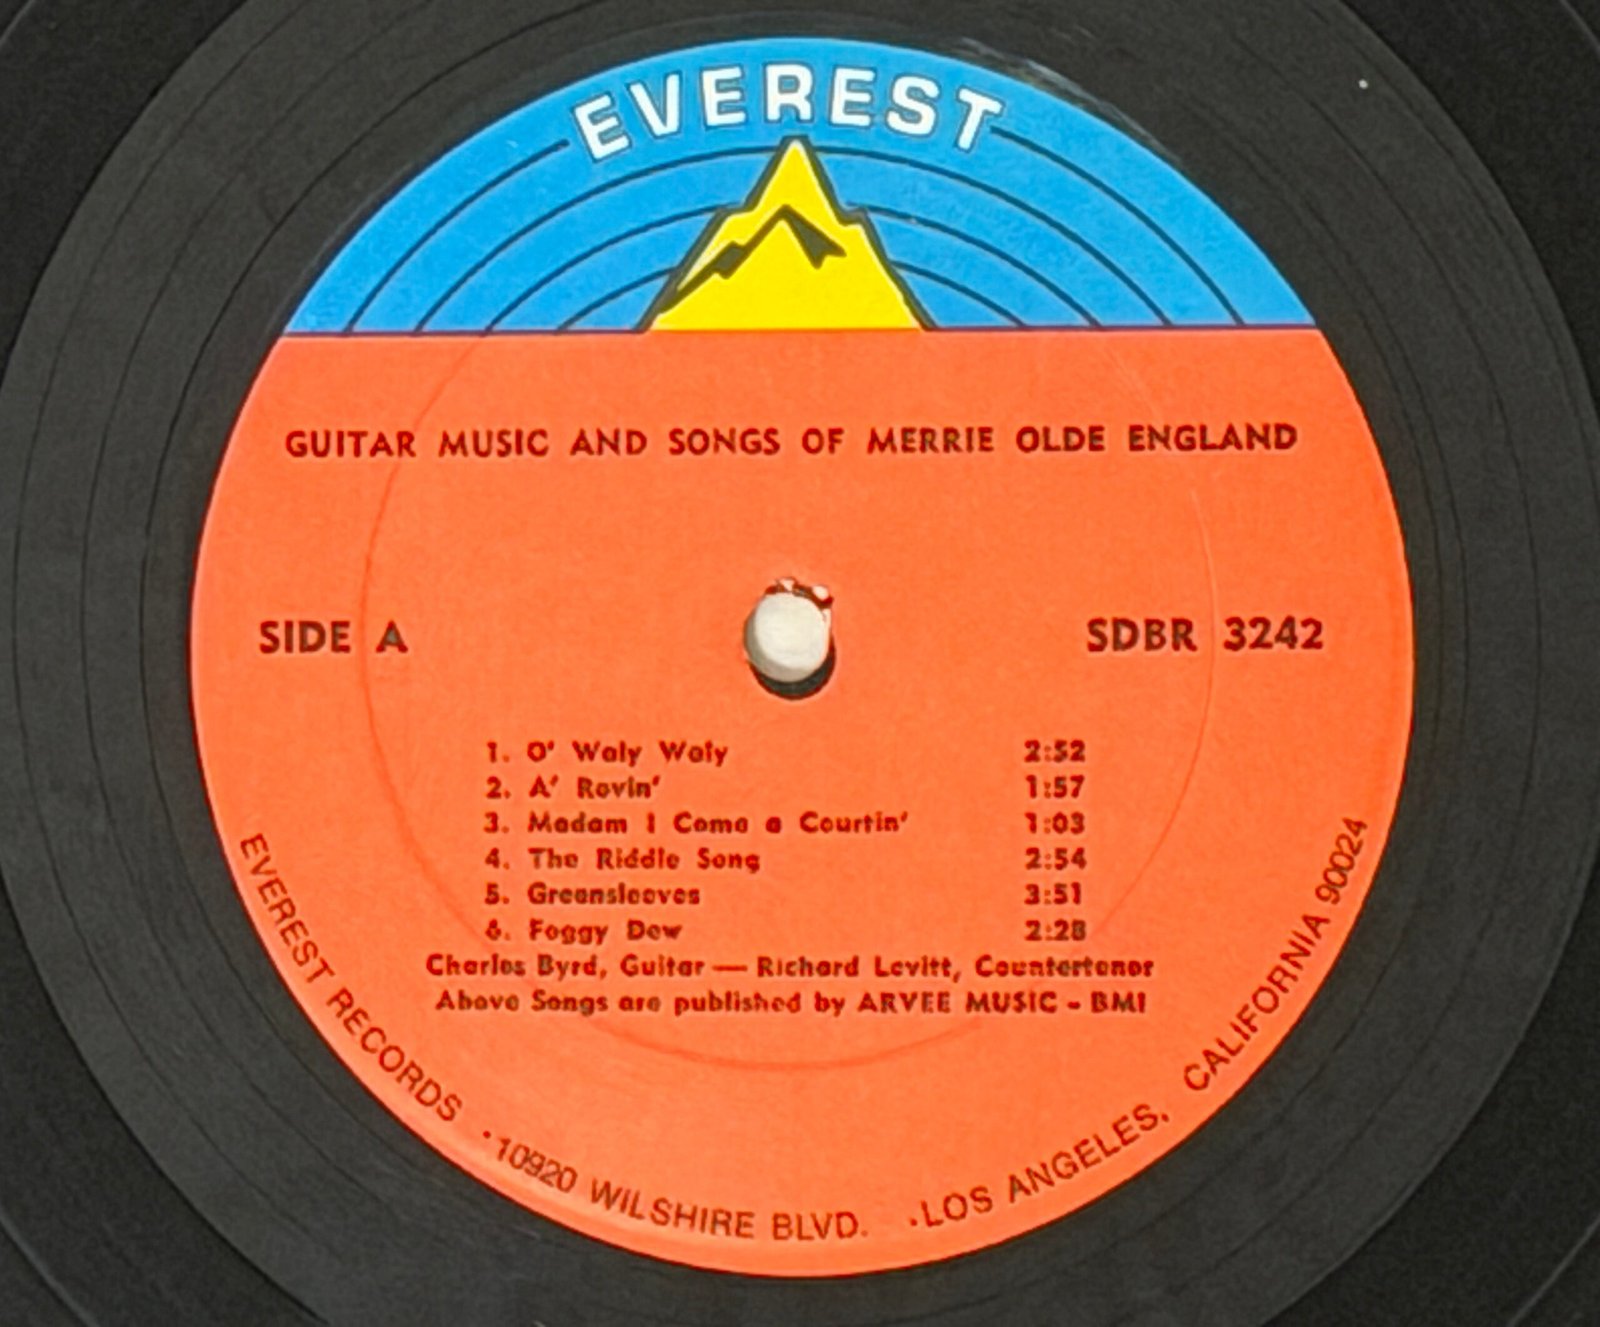 EVEREST
GUITAR MUSIC AND SONGS OF MERRIE OLDE ENGLAND
SIDE A
SDBR 3242
1. O' Waly Waly 2:52
2. A' Rovin' 1:57
3. Madam I Come a Courtin' 1:03
4. The Riddle Song 2:54
5. Greensleeves 3:51
6. Foggy Dew 2:28
Charles Byrd, Guitar — Richard Levitt, Countertenor
Above Songs are published by ARVEE MUSIC - BMI
EVEREST RECORDS · 10920 WILSHIRE BLVD. · LOS ANGELES, CALIFORNIA 90024